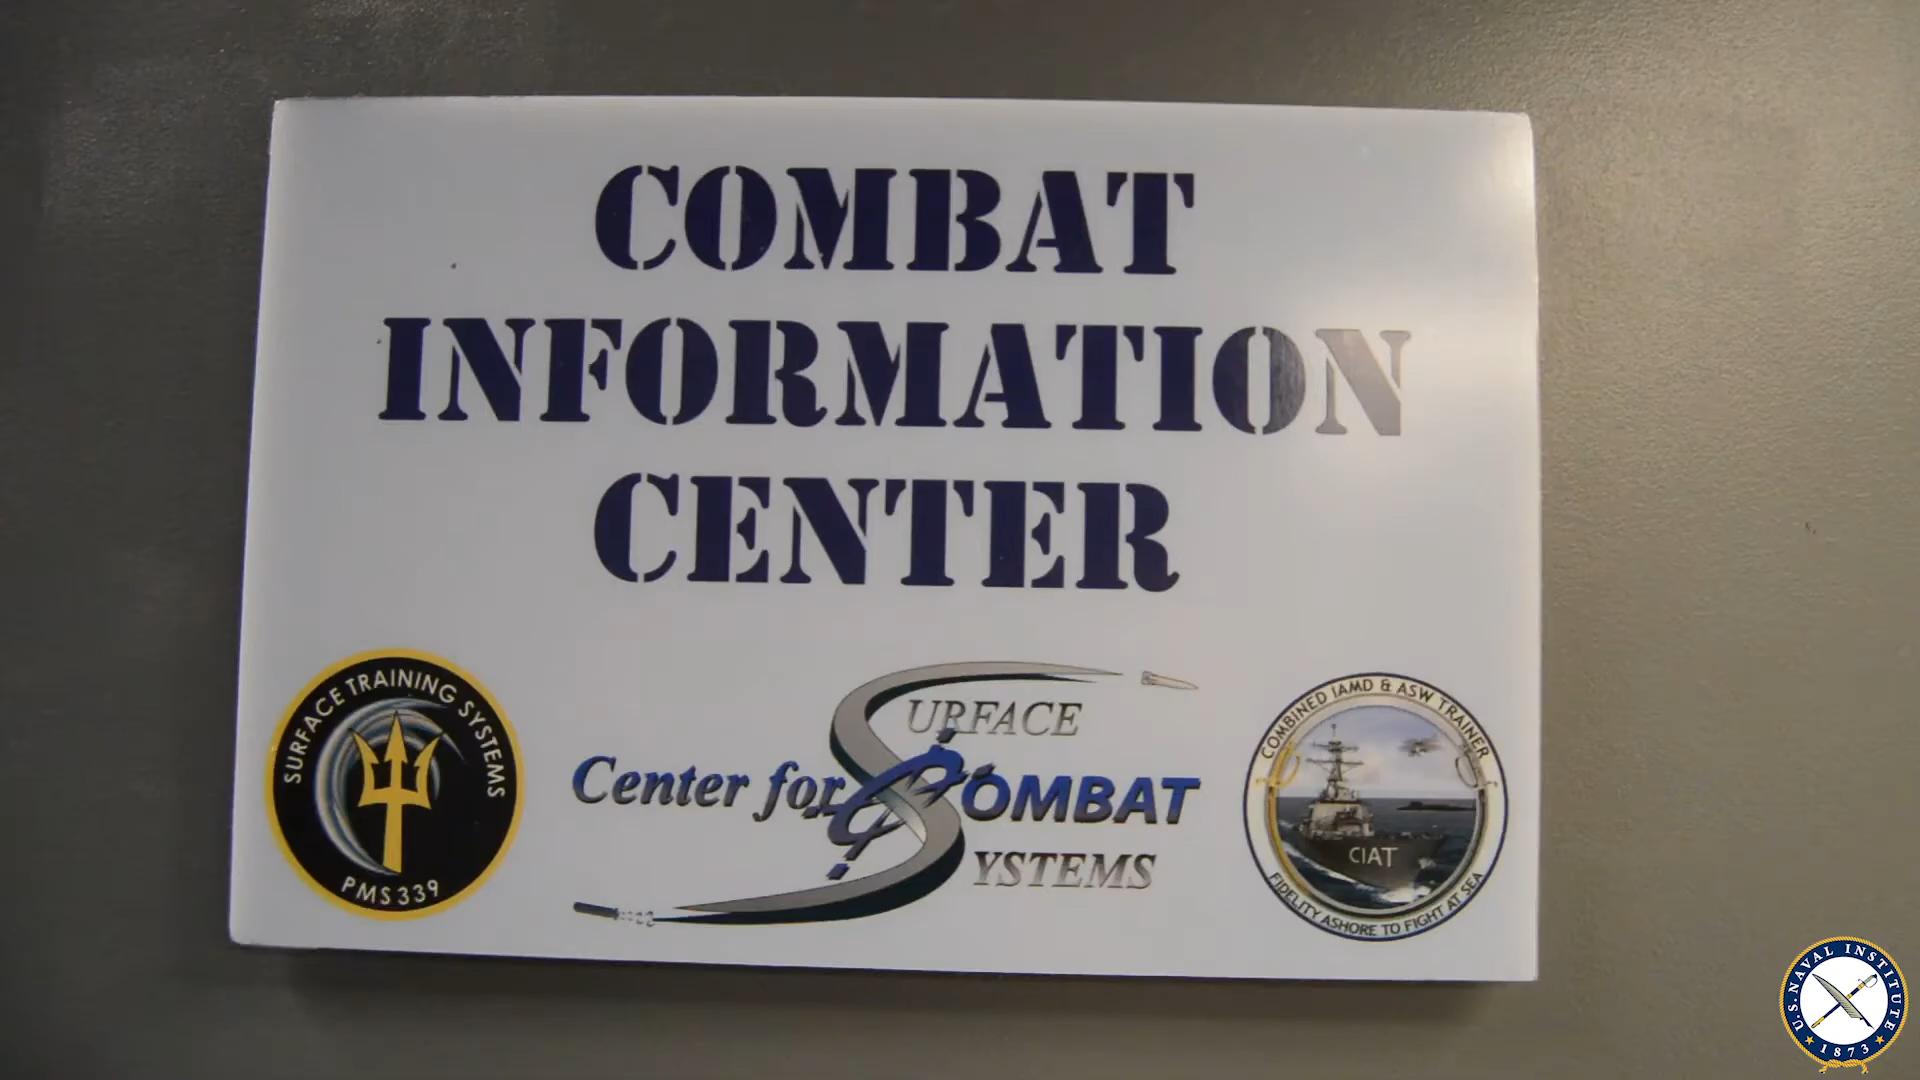 COMBAT
INFORMATION
CENTER
SURFACE TRAINING SYSTEMS
PMS 339
SURFACE
Center for COMBAT
SYSTEMS
COMBINED IAMD & ASW TRAINER
CIAT
FIDELITY ASHORE TO FIGHT AT SEA
U.S. NAVAL INSTITUTE
1873